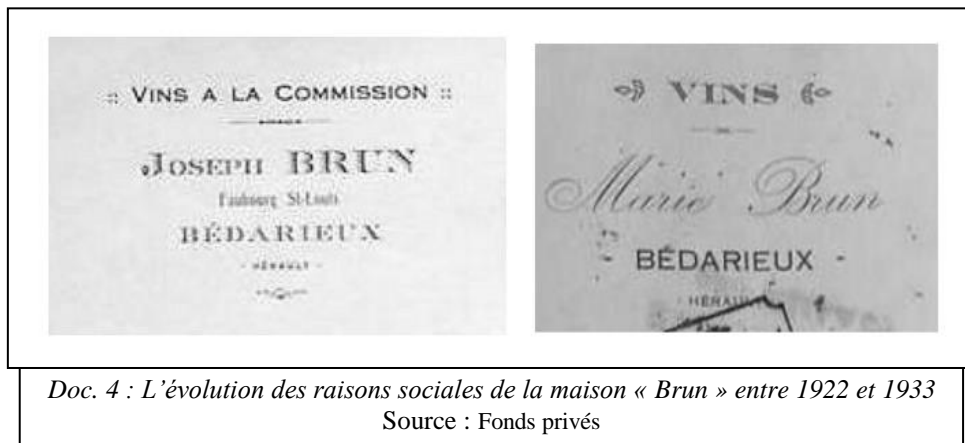 :: VINS A LA COMMISSION ::
JOSEPH BRUN
Faubourg St-Louis
BÉDARIEUX
- HÉRAULT -
VINS
Marie Brun
BÉDARIEUX -
HÉRAULT
Doc. 4 : L'évolution des raisons sociales de la maison « Brun » entre 1922 et 1933
Source : Fonds privés